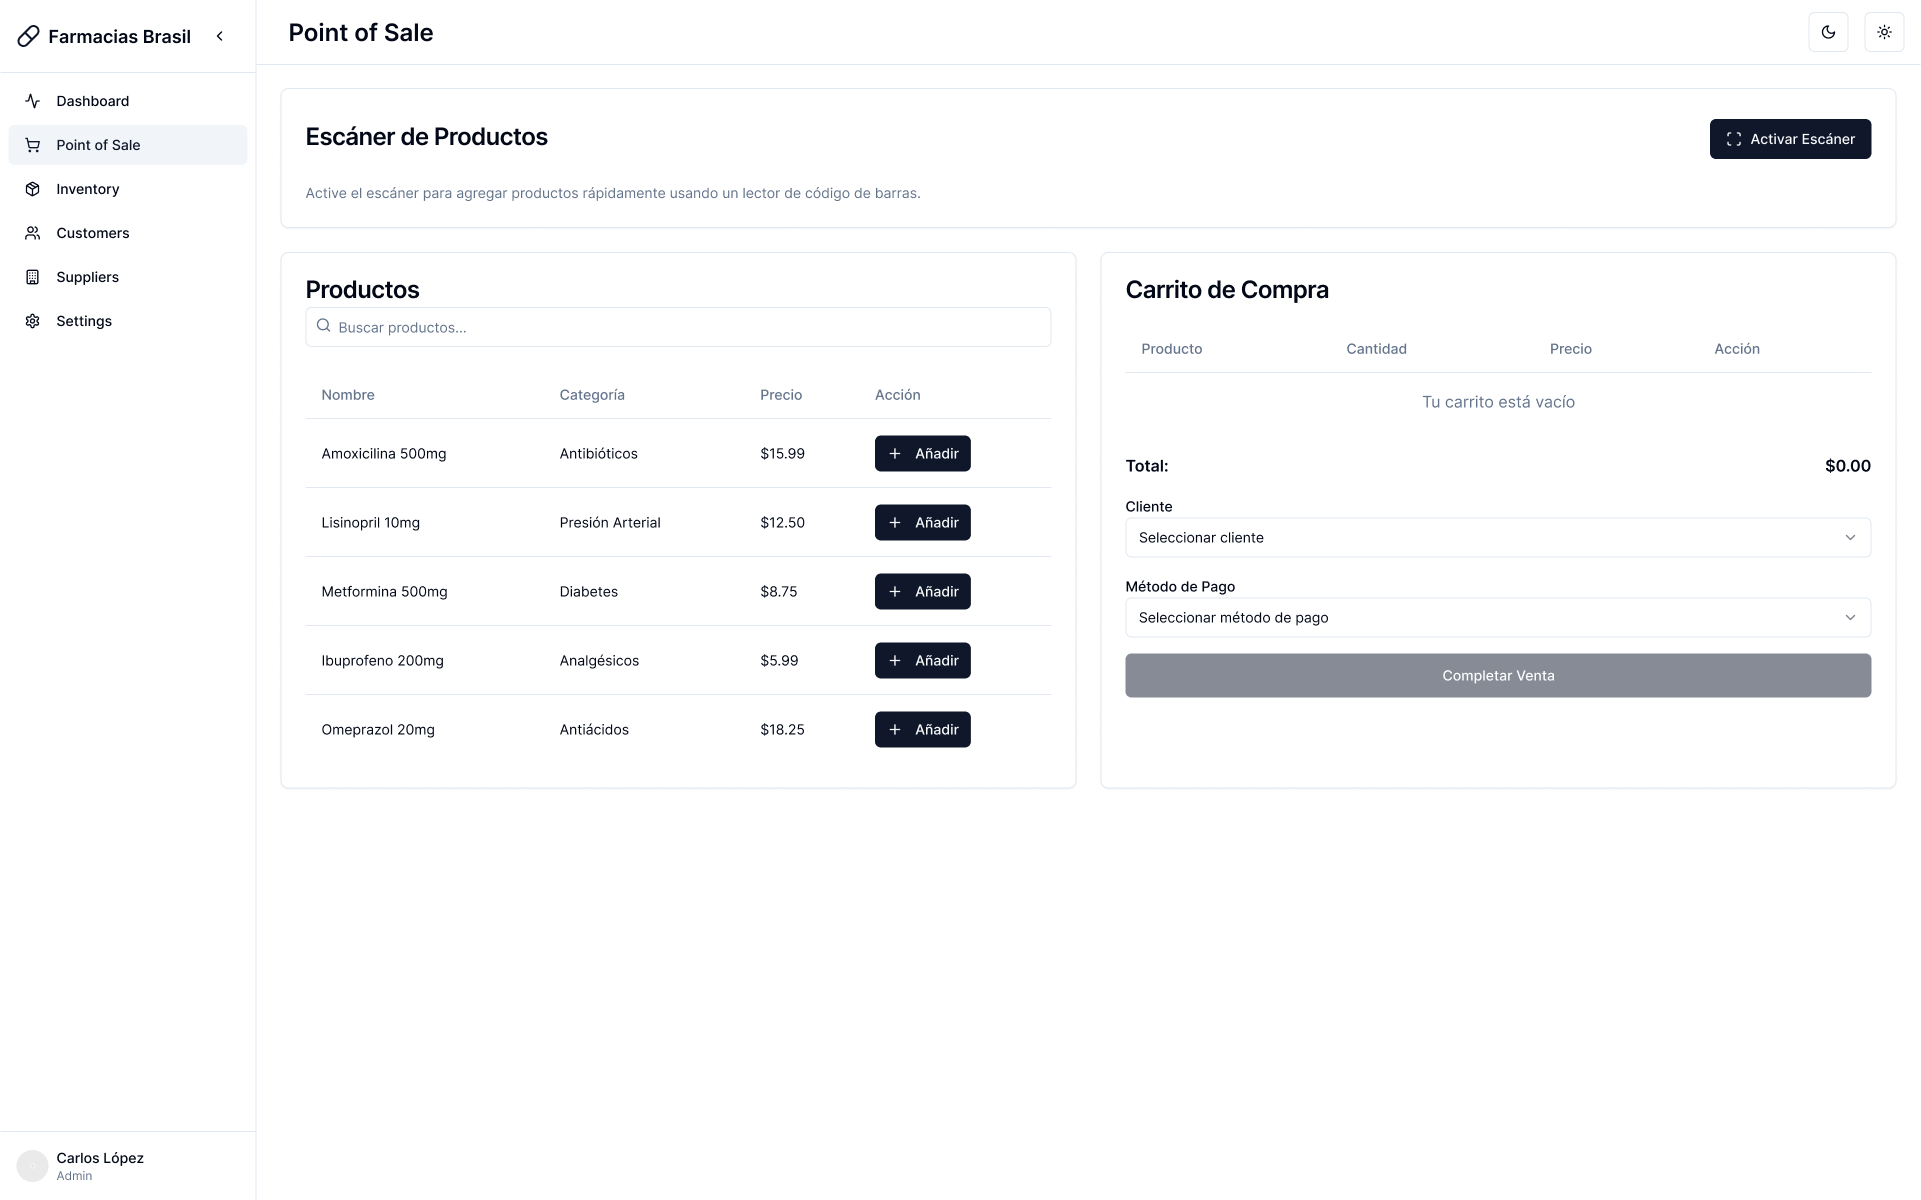 Farmacias Brasil
Dashboard
Point of Sale
Inventory
Customers
Suppliers
Settings
Carlos López
Admin
Point of Sale
Escáner de Productos
Activar Escáner
Active el escáner para agregar productos rápidamente usando un lector de código de barras.
Productos
Buscar productos...
Nombre Categoría Precio Acción
Amoxicilina 500mg Antibióticos $15.99 Añadir
Lisinopril 10mg Presión Arterial $12.50 Añadir
Metformina 500mg Diabetes $8.75 Añadir
Ibuprofeno 200mg Analgésicos $5.99 Añadir
Omeprazol 20mg Antiácidos $18.25 Añadir
Carrito de Compra
Producto Cantidad Precio Acción
Tu carrito está vacío
Total: $0.00
Cliente
Seleccionar cliente
Método de Pago
Seleccionar método de pago
Completar Venta